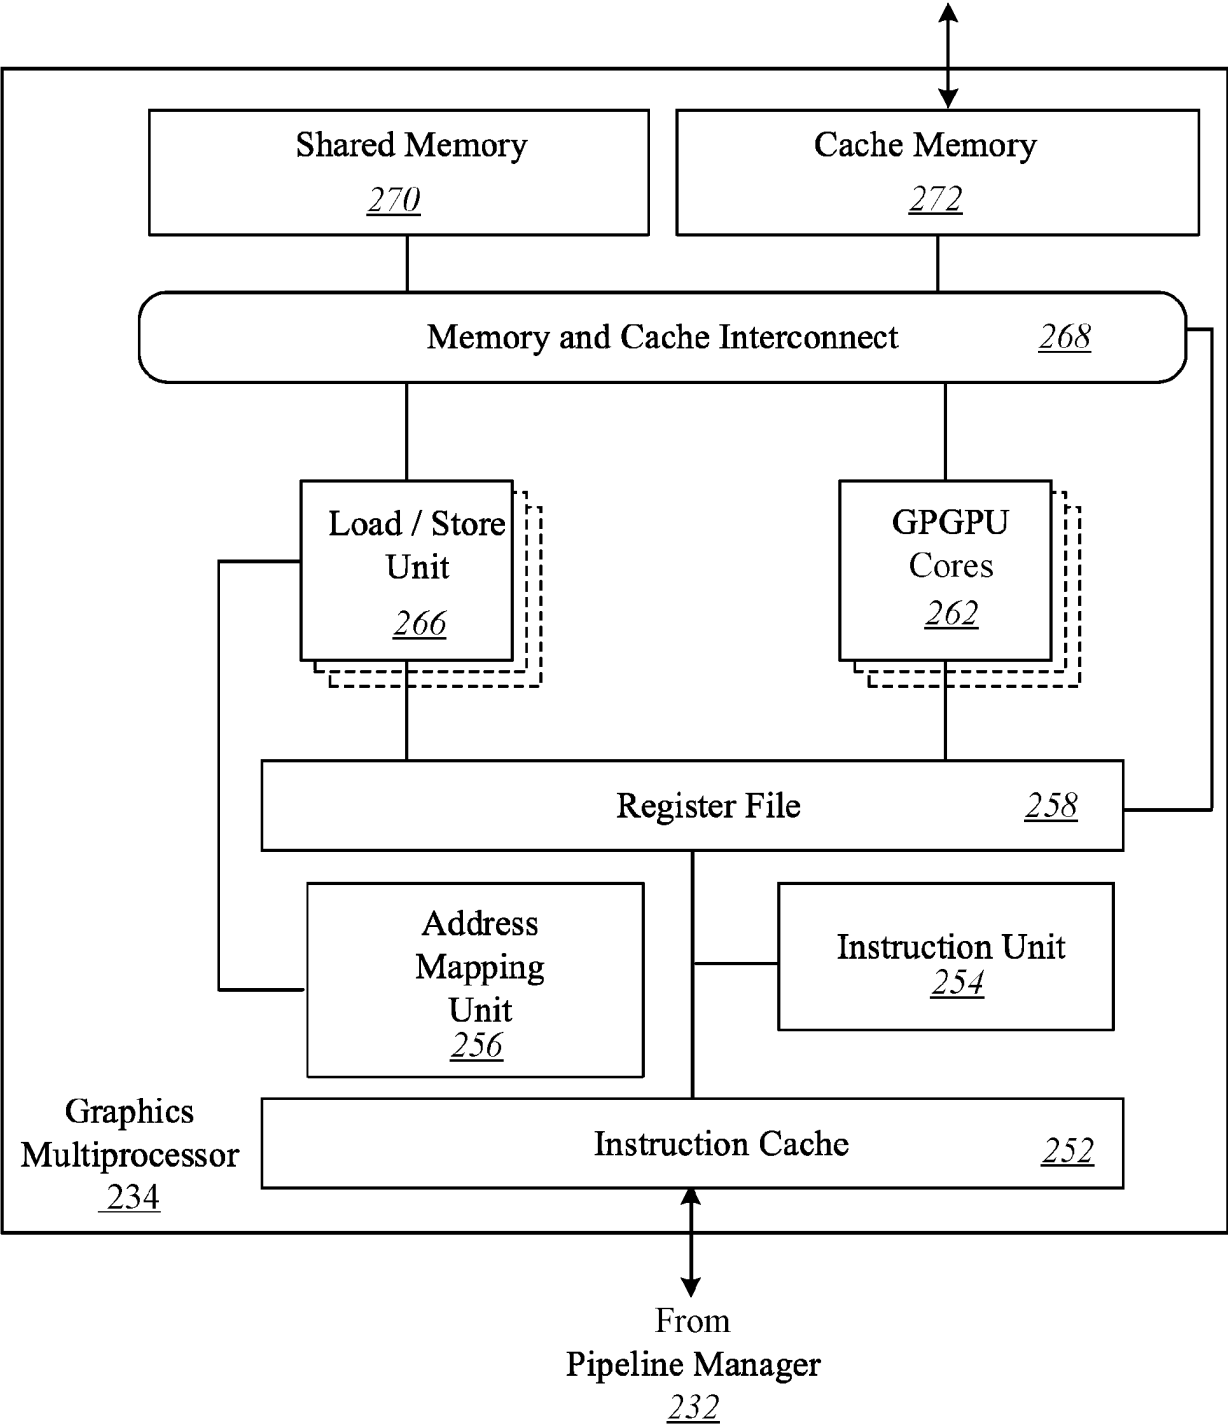 Shared Memory
270
Cache Memory
272
Memory and Cache Interconnect 268
Load / Store
Unit
266
GPGPU
Cores
262
Register File 258
Address
Mapping
Unit
256
Instruction Unit
254
Graphics
Multiprocessor
234
Instruction Cache 252
From
Pipeline Manager
232